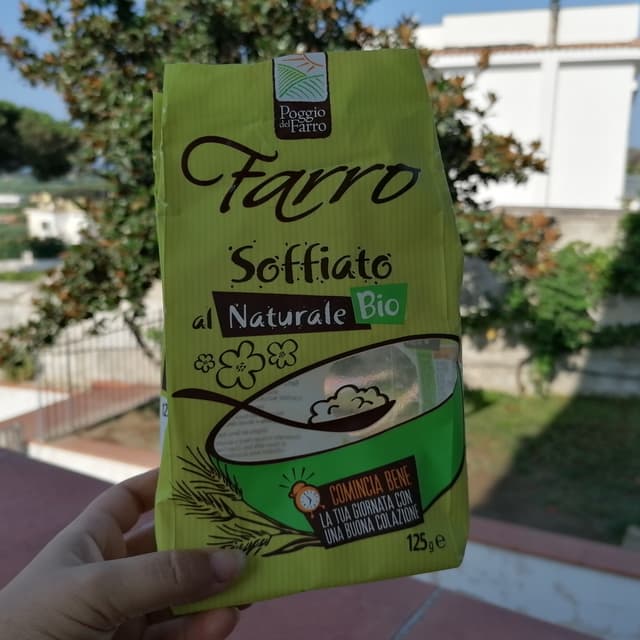 Poggio
del Farro
Farro
Soffiato
al Naturale Bio
COMINCIA BENE
LA TUA GIORNATA CON
UNA BUONA COLAZIONE
125g e